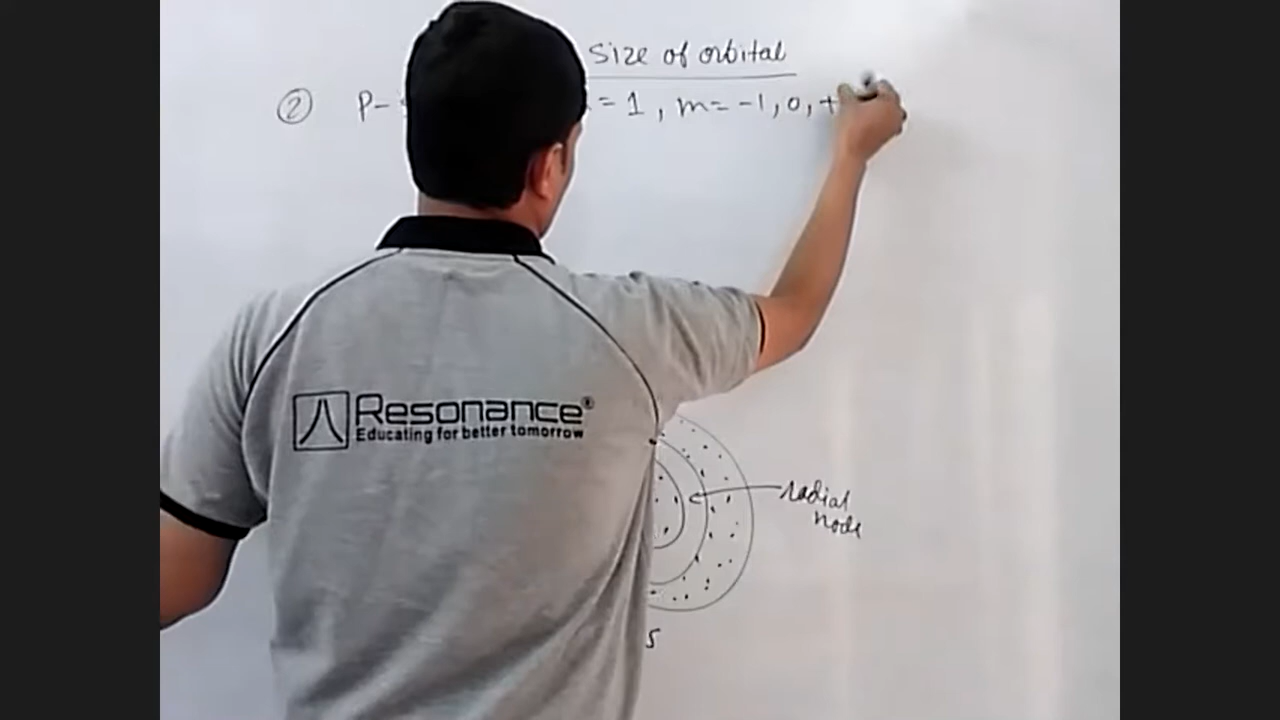 Size of orbital
② P- = 1 , m = -1, 0, +
Resonance®
Educating for better tomorrow
radial
node
s